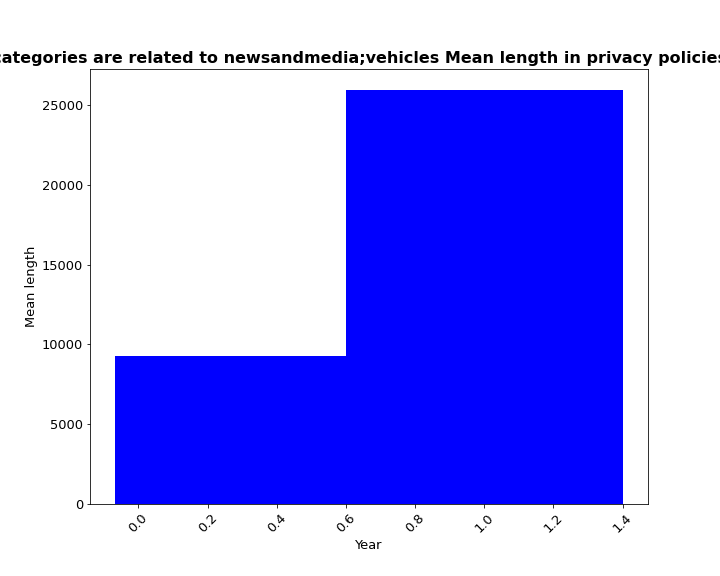 categories are related to newsandmedia;vehicles Mean length in privacy policies
25000
20000
15000
10000
5000
0
Mean length
0.0 0.2 0.4 0.6 0.8 1.0 1.2 1.4
Year